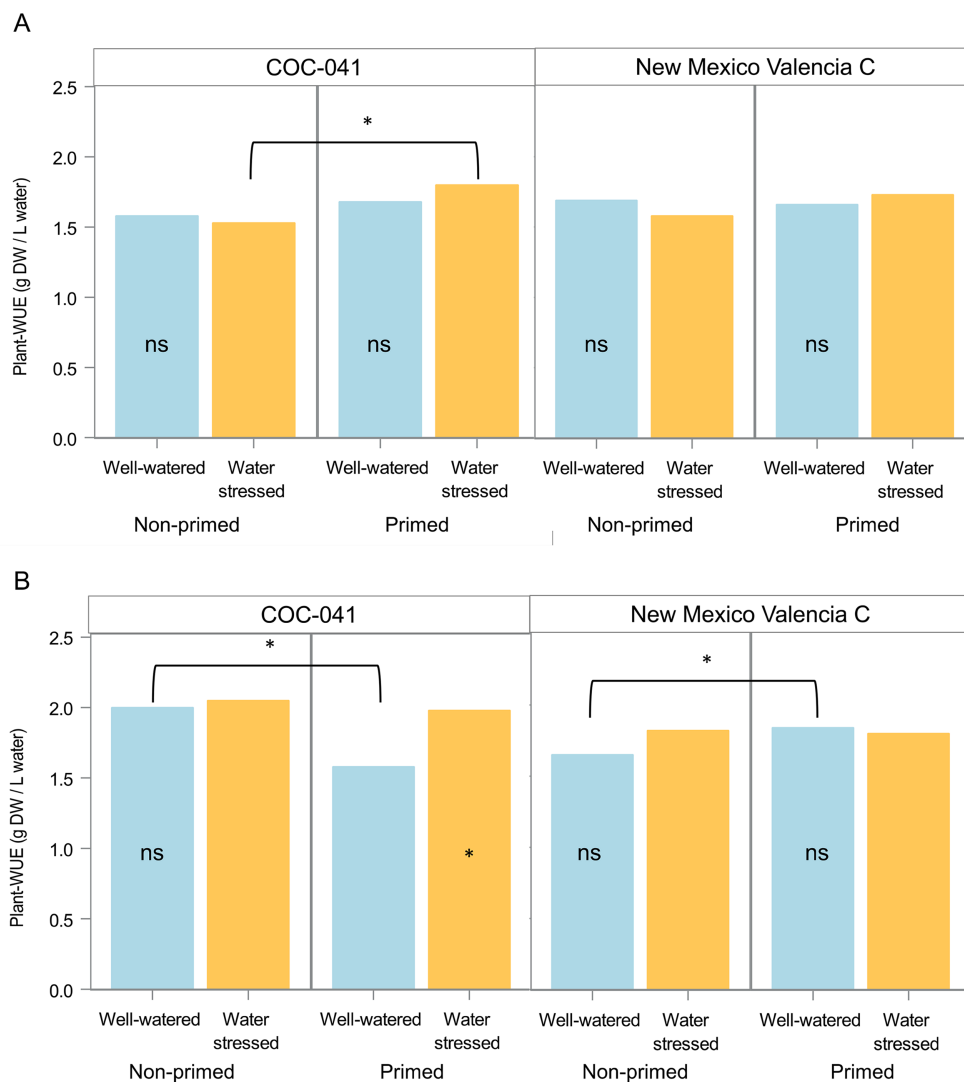 A
COC-041
New Mexico Valencia C
Plant-WUE (g DW / L water)
2.5
2.0
1.5
1.0
0.5
0.0
*
ns
ns
ns
ns
Well-watered
Water
stressed
Well-watered
Water
stressed
Well-watered
Water
stressed
Well-watered
Water
stressed
Non-primed
Primed
Non-primed
Primed
B
COC-041
New Mexico Valencia C
Plant-WUE (g DW / L water)
2.5
2.0
1.5
1.0
0.5
0.0
*
*
ns
*
ns
ns
Well-watered
Water
stressed
Well-watered
Water
stressed
Well-watered
Water
stressed
Well-watered
Water
stressed
Non-primed
Primed
Non-primed
Primed